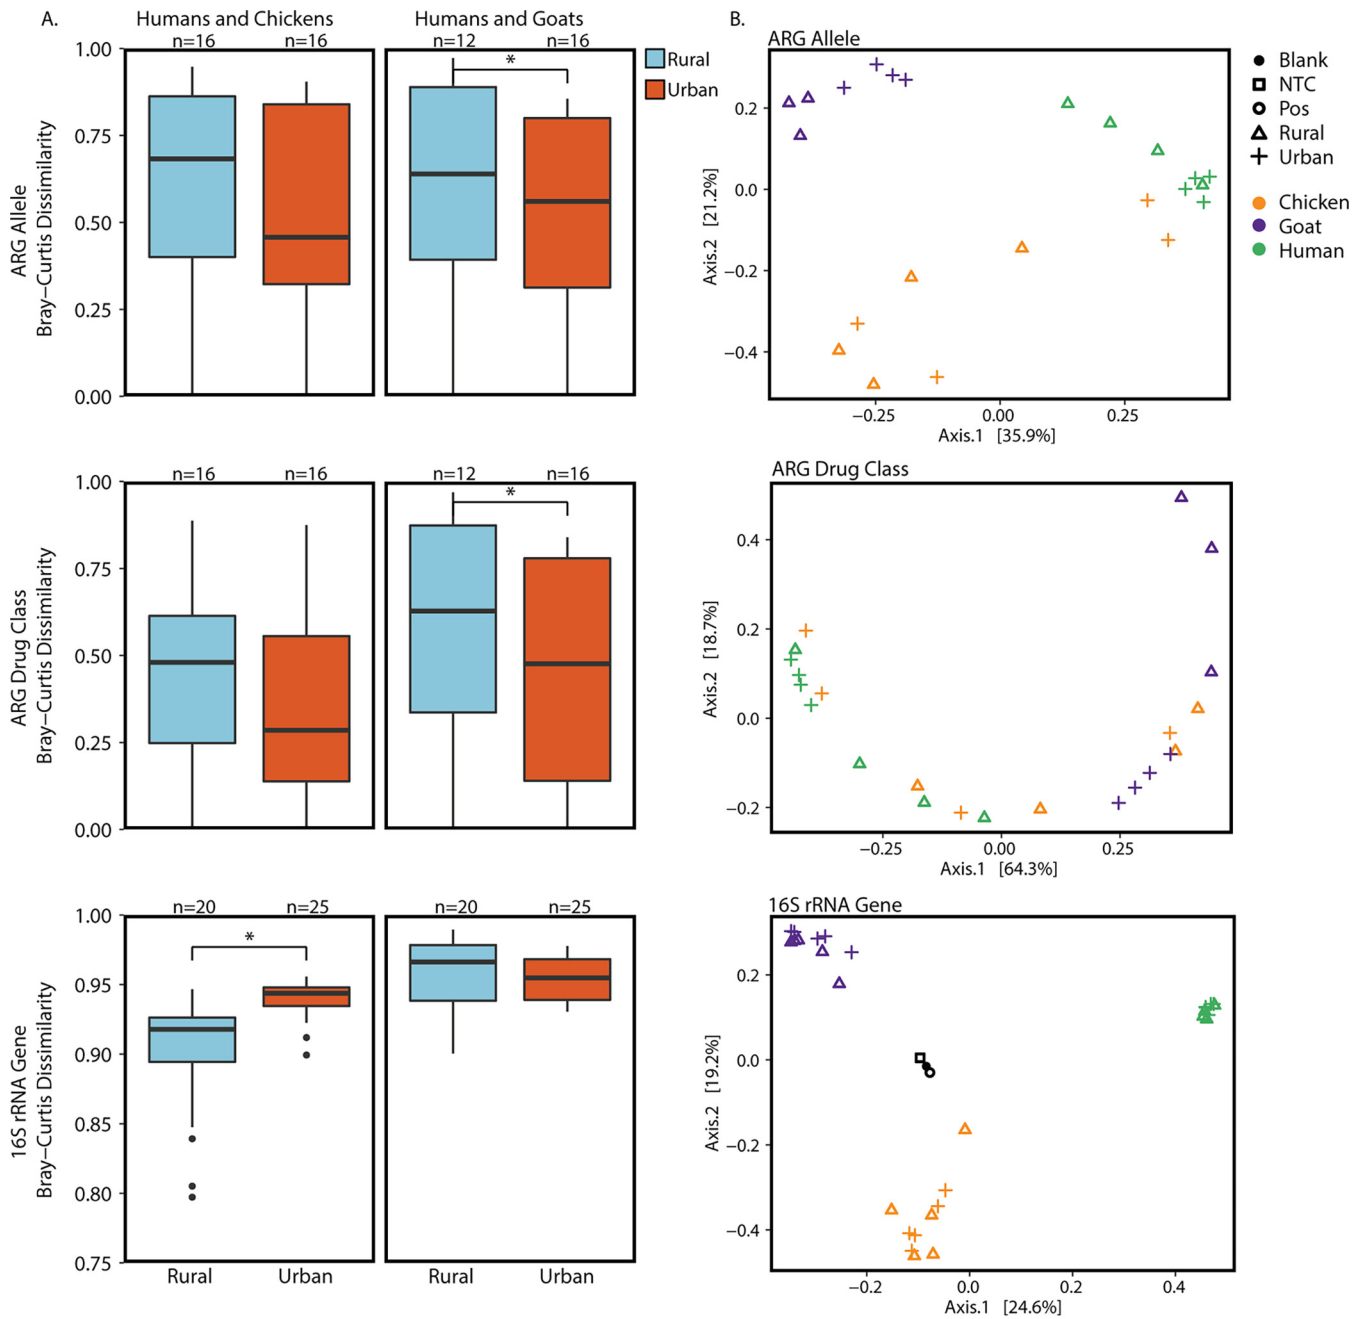 A.
Humans and Chickens
Humans and Goats
n=16
n=16
n=12
n=16
*
Rural
Urban
1.00
0.75
0.50
0.25
0.00
ARG Allele
Bray−Curtis Dissimilarity
n=16
n=16
n=12
n=16
*
1.00
0.75
0.50
0.25
0.00
ARG Drug Class
Bray−Curtis Dissimilarity
n=20
n=25
n=20
n=25
*
1.00
0.95
0.90
0.85
0.80
0.75
16S rRNA Gene
Bray−Curtis Dissimilarity
Rural
Urban
Rural
Urban
B.
ARG Allele
0.2
0.0
−0.2
−0.4
Axis.2 [21.2%]
−0.25
0.00
0.25
Axis.1 [35.9%]
Blank
NTC
Pos
Rural
Urban
Chicken
Goat
Human
ARG Drug Class
0.4
0.2
0.0
−0.2
Axis.2 [18.7%]
−0.25
0.00
0.25
Axis.1 [64.3%]
16S rRNA Gene
0.2
0.0
−0.2
−0.4
Axis.2 [19.2%]
−0.2
0.0
0.2
0.4
Axis.1 [24.6%]